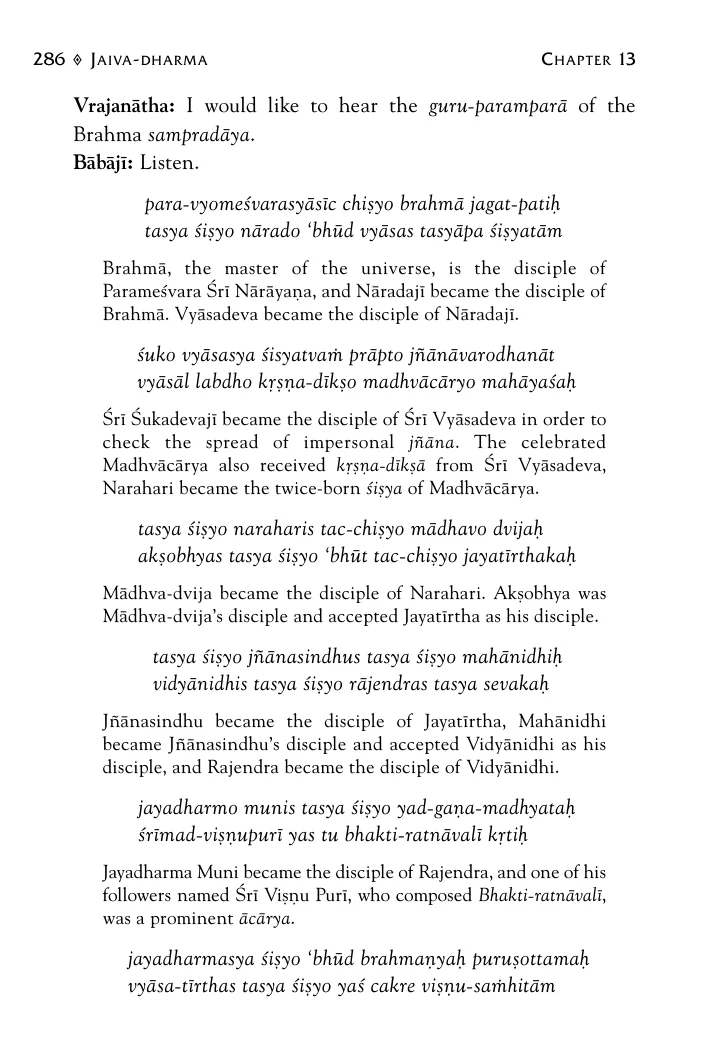 286 ◊ JAIVA-DHARMA CHAPTER 13
Vrajanātha: I would like to hear the guru-paramparā of the
Brahma sampradāya.
Bābājī: Listen.
para-vyomeśvarasyāsīc chiṣyo brahmā jagat-patiḥ
tasya śiṣyo nārado ‘bhūd vyāsas tasyāpa śiṣyatām
Brahmā, the master of the universe, is the disciple of
Parameśvara Śrī Nārāyaṇa, and Nāradajī became the disciple of
Brahmā. Vyāsadeva became the disciple of Nāradajī.
śuko vyāsasya śisyatvaṁ prāpto jñānāvarodhanāt
vyāsāl labdho kṛṣṇa-dīkṣo madhvācāryo mahāyaśaḥ
Śrī Śukadevajī became the disciple of Śrī Vyāsadeva in order to
check the spread of impersonal jñāna. The celebrated
Madhvācārya also received kṛṣṇa-dīkṣā from Śrī Vyāsadeva,
Narahari became the twice-born śiṣya of Madhvācārya.
tasya śiṣyo naraharis tac-chiṣyo mādhavo dvijaḥ
akṣobhyas tasya śiṣyo ‘bhūt tac-chiṣyo jayatīrthakaḥ
Mādhva-dvija became the disciple of Narahari. Akṣobhya was
Mādhva-dvija’s disciple and accepted Jayatīrtha as his disciple.
tasya śiṣyo jñānasindhus tasya śiṣyo mahānidhiḥ
vidyānidhis tasya śiṣyo rājendras tasya sevakaḥ
Jñānasindhu became the disciple of Jayatīrtha, Mahānidhi
became Jñānasindhu’s disciple and accepted Vidyānidhi as his
disciple, and Rajendra became the disciple of Vidyānidhi.
jayadharmo munis tasya śiṣyo yad-gaṇa-madhyataḥ
śrīmad-viṣṇupurī yas tu bhakti-ratnāvalī kṛtiḥ
Jayadharma Muni became the disciple of Rajendra, and one of his
followers named Śrī Viṣṇu Purī, who composed Bhakti-ratnāvalī,
was a prominent ācārya.
jayadharmasya śiṣyo ‘bhūd brahmaṇyaḥ puruṣottamaḥ
vyāsa-tīrthas tasya śiṣyo yaś cakre viṣṇu-saṁhitām